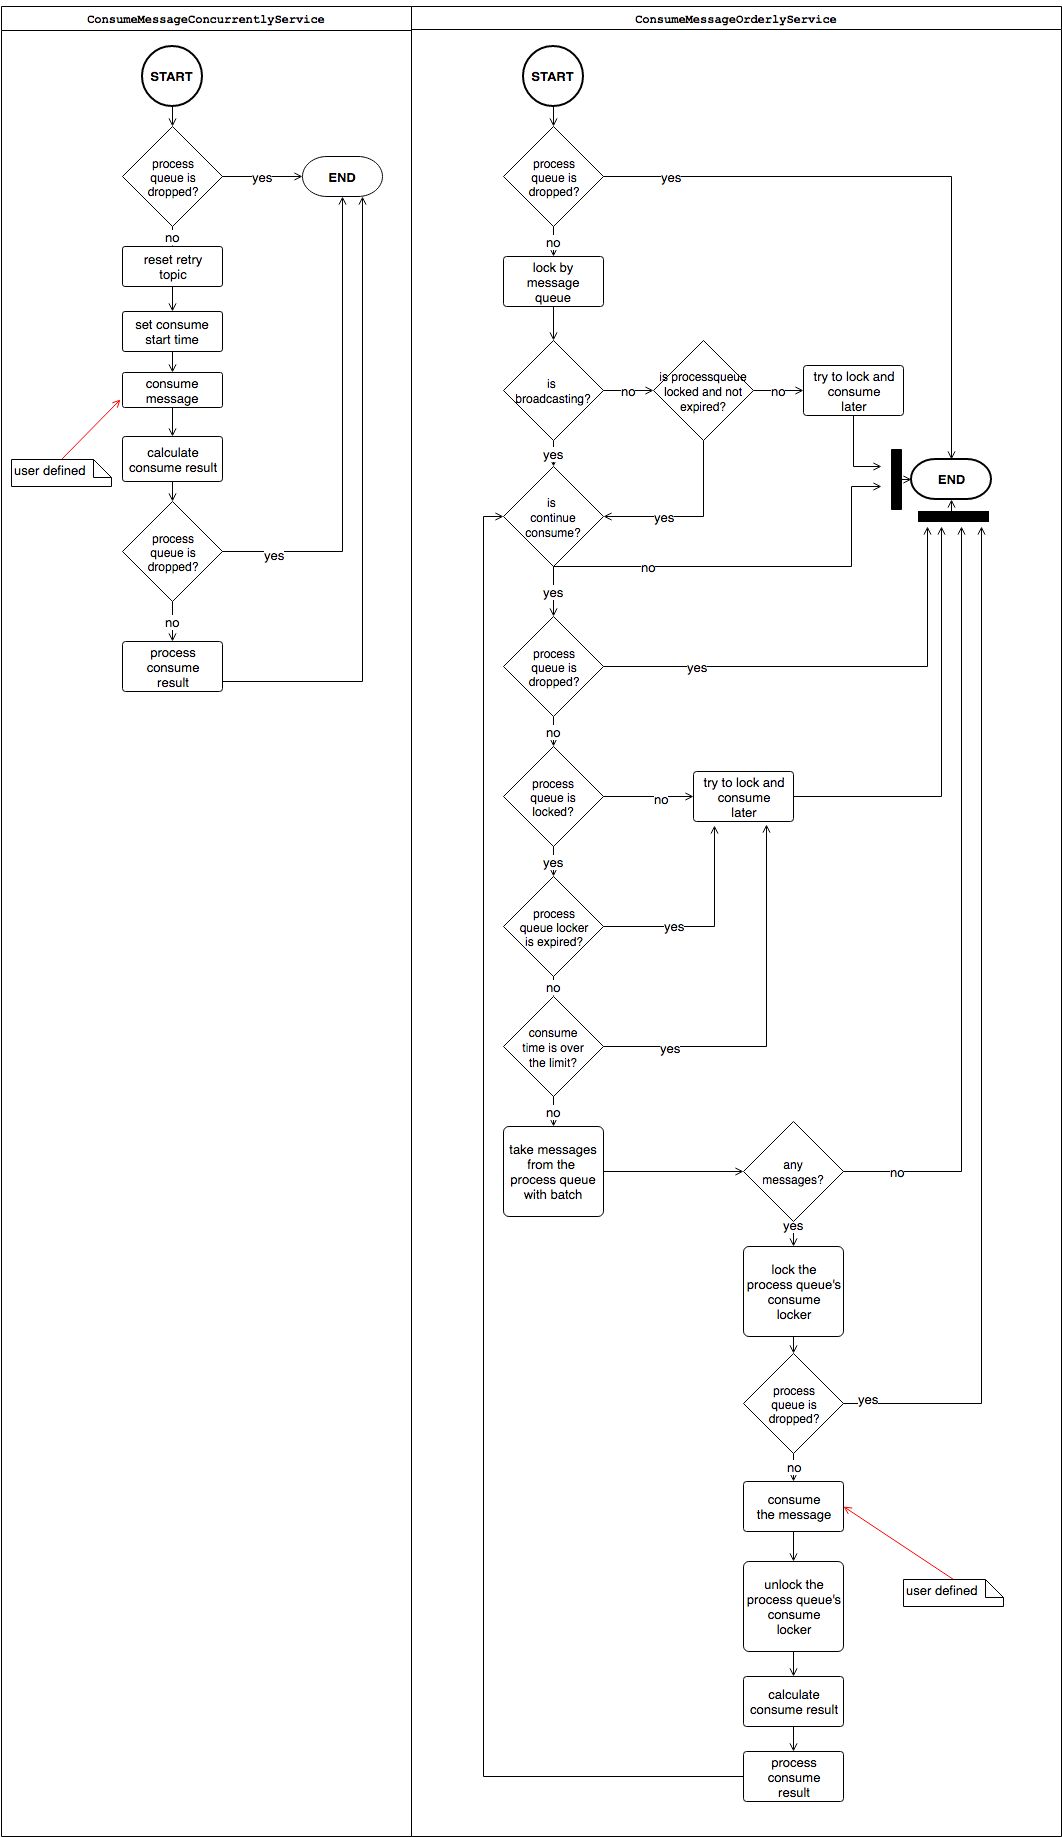 ConsumeMessageConcurrentlyService
START
process
queue is
dropped?
yes
END
no
reset retry
topic
set consume
start time
consume
message
user defined
calculate
consume result
process
queue is
dropped?
yes
no
process
consume
result
ConsumeMessageOrderlyService
START
process
queue is
dropped?
yes
no
lock by
message
queue
is
broadcasting?
no
is processqueue
locked and not
expired?
no
try to lock and
consume
later
yes
yes
END
is
continue
consume?
no
yes
process
queue is
dropped?
yes
no
process
queue is
locked?
no
try to lock and
consume
later
yes
process
queue locker
is expired?
yes
no
consume
time is over
the limit?
yes
no
take messages
from the
process queue
with batch
any
messages?
no
yes
lock the
process queue's
consume
locker
process
queue is
dropped?
yes
no
consume
the message
user defined
unlock the
process queue's
consume
locker
calculate
consume result
process
consume
result